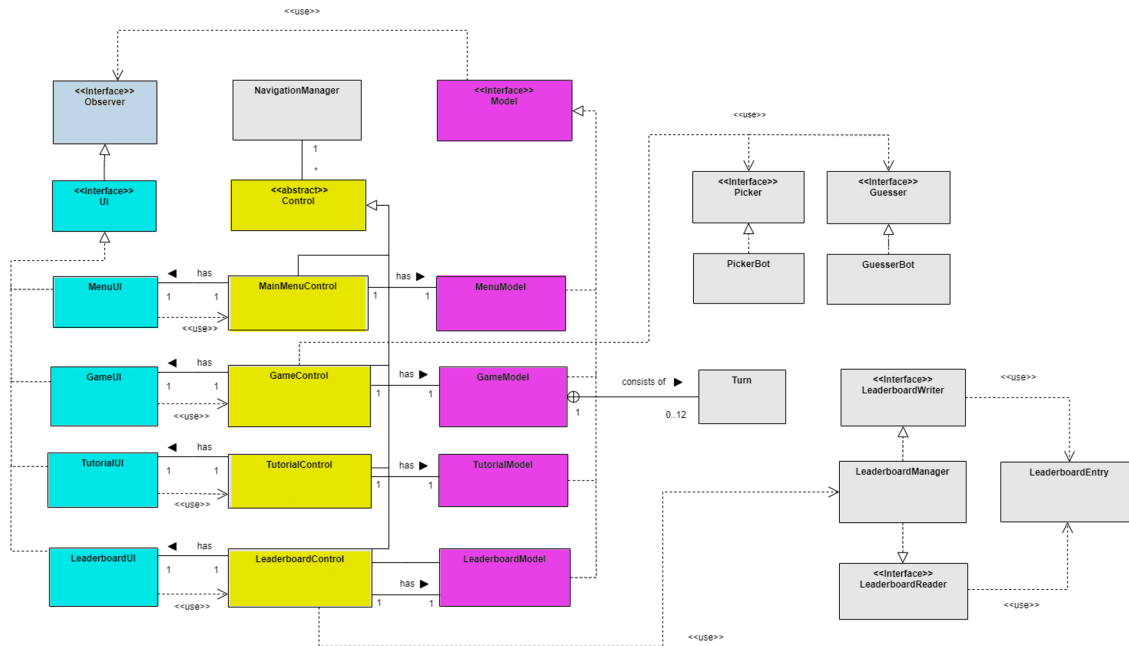 <<use>>
<<Interface>>
Observer
NavigationManager
<<Interface>>
Model
<<use>>
1
*
<<Interface>>
UI
<<abstract>>
Control
<<Interface>>
Picker
<<Interface>>
Guesser
PickerBot
GuesserBot
has
has
MenuUI
MainMenuControl
MenuModel
1
1
1
1
<<use>>
has
has
GameUI
GameControl
GameModel
consists of
Turn
1
1
1
1
1
0..12
<<use>>
<<Interface>>
LeaderboardWriter
<<use>>
has
has
TutorialUI
TutorialControl
TutorialModel
LeaderboardManager
LeaderboardEntry
1
1
1
1
<<use>>
has
LeaderboardUI
LeaderboardControl
LeaderboardModel
1
1
has
1
1
<<use>>
<<Interface>>
LeaderboardReader
<<use>>
<<use>>